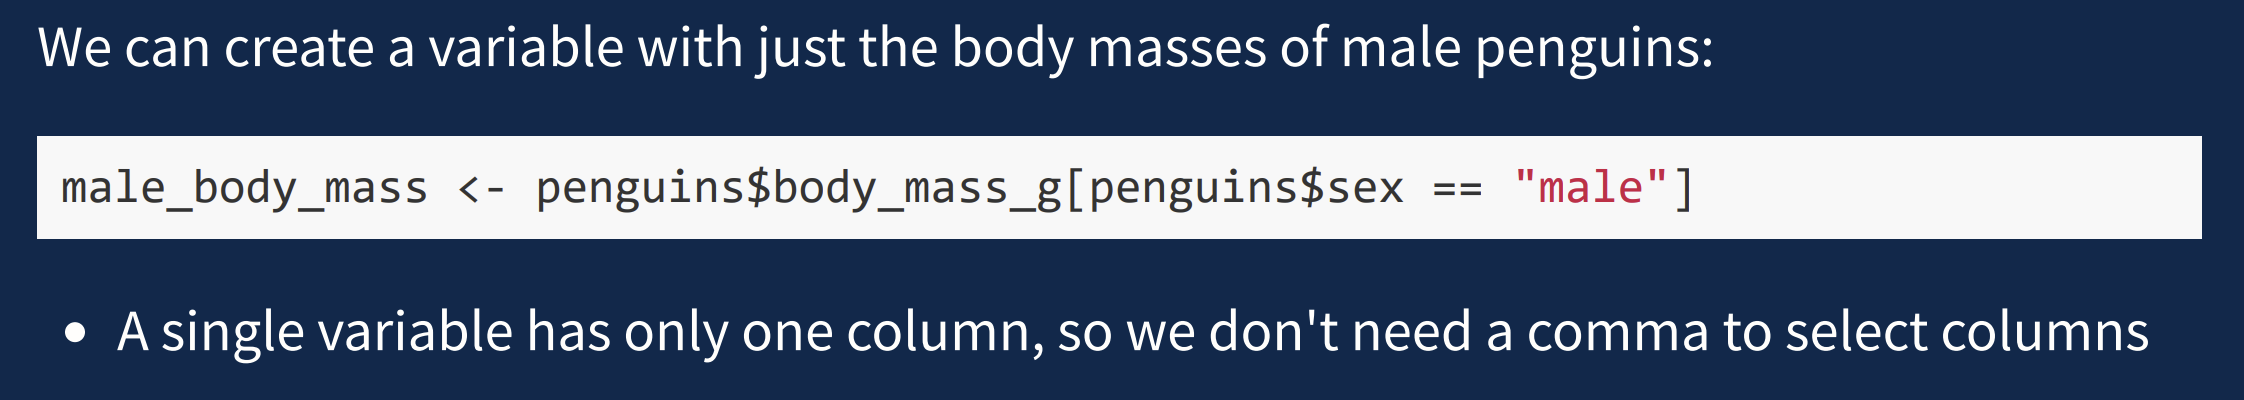 We can create a variable with just the body masses of male penguins:
male_body_mass <- penguins$body_mass_g[penguins$sex == "male"]
• A single variable has only one column, so we don't need a comma to select columns